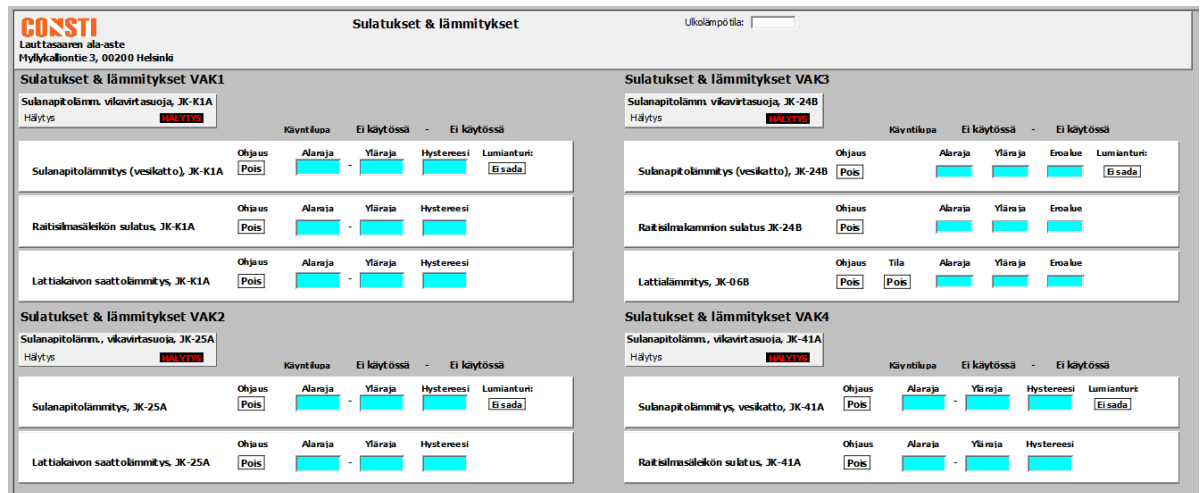 CONSTI
Sulatukset & lämmitykset
Ulkolämpötila:
Lauttasaaren ala-aste
Myllykalliontie 3, 00200 Helsinki
Sulatukset & lämmitykset VAK1
Sulanapitolämm. vikavirtasuoja, JK-K1A
Hälytys HÄLYTYS
Käyntilupa Ei käytössä - Ei käytössä
Ohjaus Alaraja Yläraja Hystereesi Lumianturi:
Sulanapitolämmitys (vesikatto), JK-K1A Pois - Ei sada
Ohjaus Alaraja Yläraja Hystereesi
Raitisilmasäleikön sulatus, JK-K1A Pois -
Ohjaus Alaraja Yläraja Hystereesi
Lattiakaivon saattolämmitys, JK-K1A Pois -
Sulatukset & lämmitykset VAK3
Sulanapitolämm. vikavirtasuoja, JK-24B
Hälytys HÄLYTYS
Käyntilupa Ei käytössä - Ei käytössä
Ohjaus Alaraja Yläraja Eroalue Lumianturi:
Sulanapitolämmitys (vesikatto), JK-24B Pois Ei sada
Ohjaus Alaraja Yläraja Eroalue
Raitisilmakammion sulatus JK-24B Pois
Ohjaus Tila Alaraja Yläraja Eroalue
Lattialämmitys, JK-06B Pois Pois
Sulatukset & lämmitykset VAK2
Sulanapitolämm., vikavirtasuoja, JK-25A
Hälytys HÄLYTYS
Käyntilupa Ei käytössä - Ei käytössä
Ohjaus Alaraja Yläraja Hystereesi Lumianturi:
Sulanapitolämmitys, JK-25A Pois - Ei sada
Ohjaus Alaraja Yläraja Hystereesi
Lattiakaivon saattolämmitys, JK-25A Pois -
Sulatukset & lämmitykset VAK4
Sulanapitolämm., vikavirtasuoja, JK-41A
Hälytys HÄLYTYS
Käyntilupa Ei käytössä - Ei käytössä
Ohjaus Alaraja Yläraja Hystereesi Lumianturi:
Sulanapitolämmitys, vesikatto, JK-41A Pois - Ei sada
Ohjaus Alaraja Yläraja Hystereesi
Raitisilmasäleikön sulatus, JK-41A Pois -